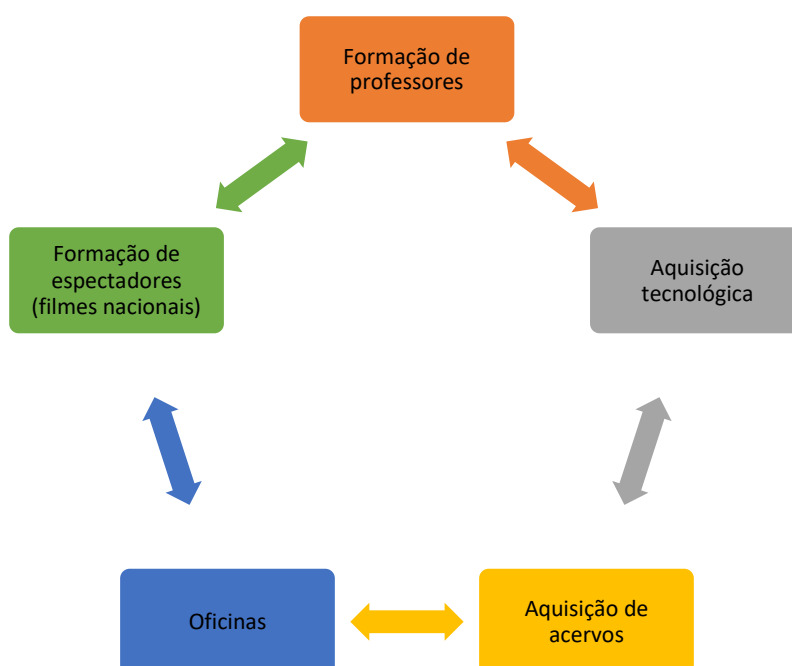 Formação de
professores
Formação de
espectadores
(filmes nacionais)
Aquisição
tecnológica
Oficinas
Aquisição de
acervos